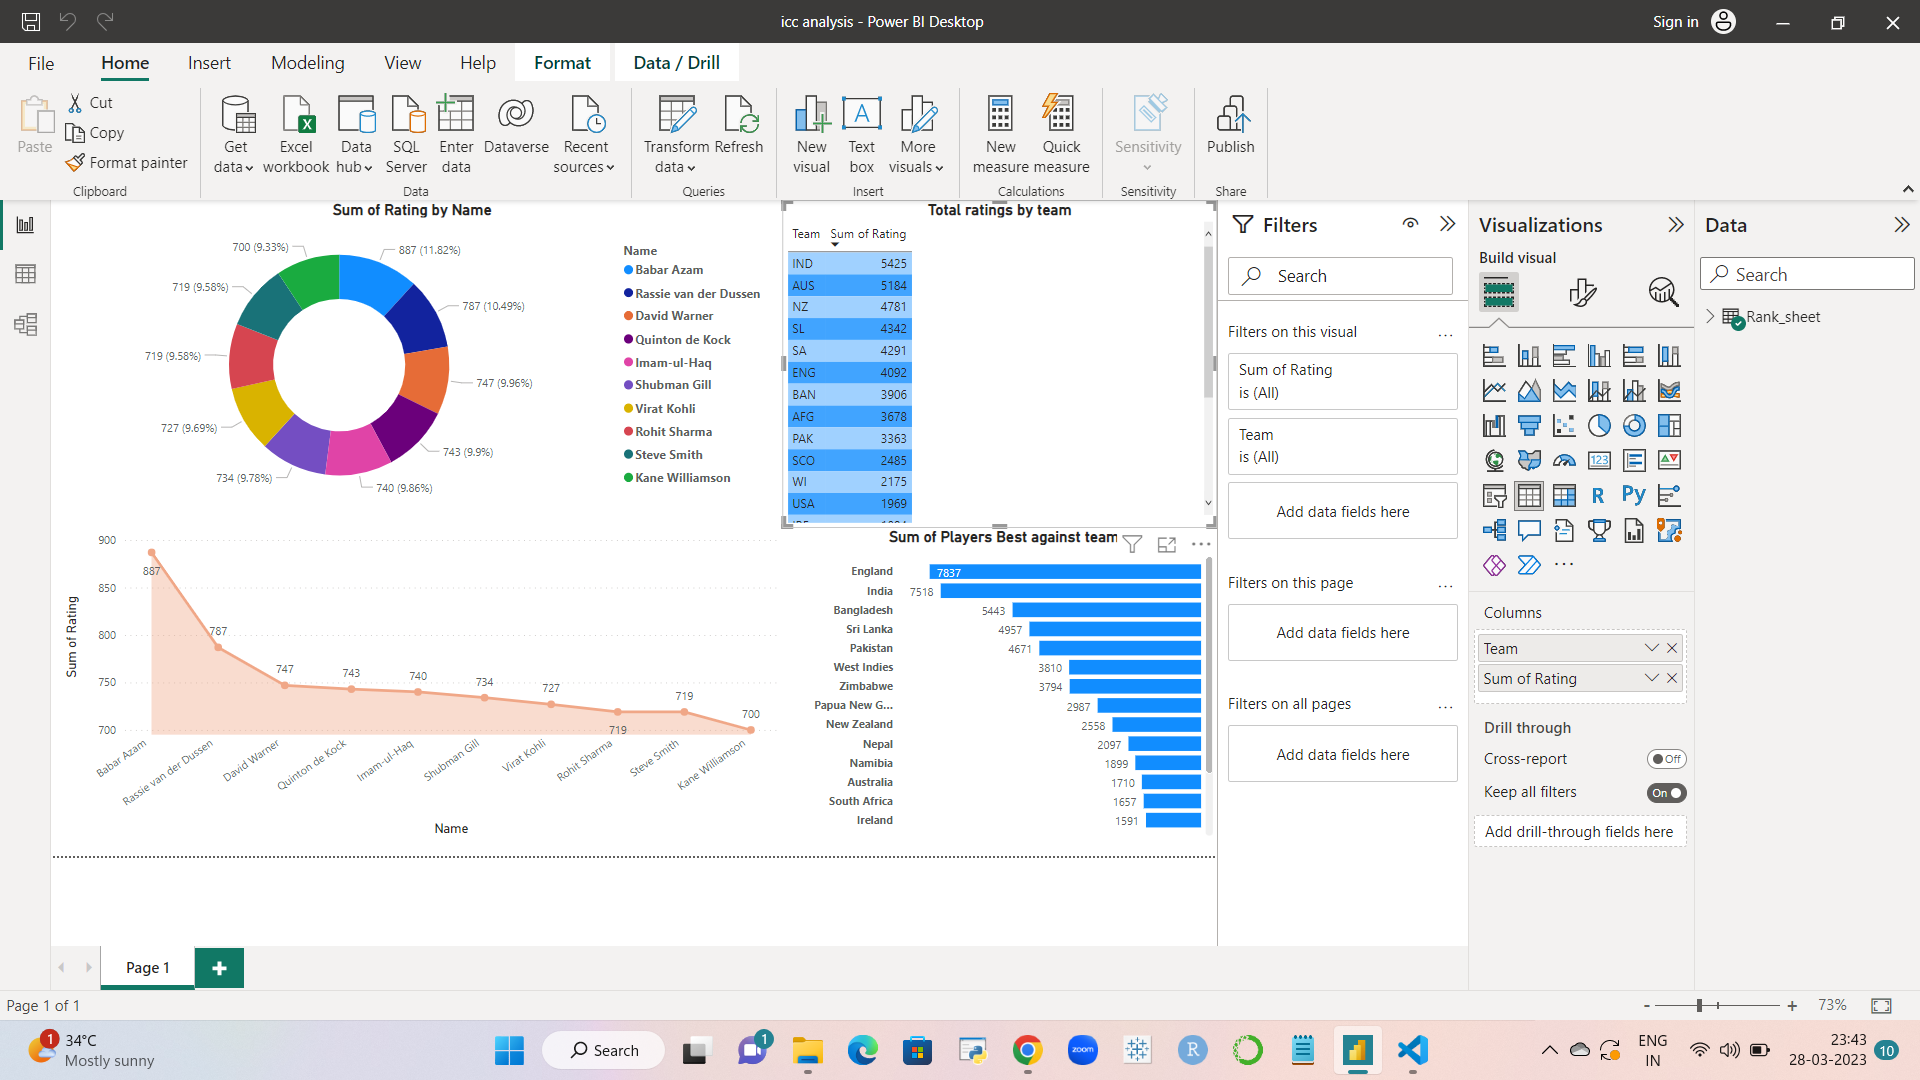 icc analysis - Power BI Desktop
Sign in
File
Home
Insert
Modeling
View
Help
Format
Data / Drill
Paste
Cut
Copy
Format painter
Clipboard
Get data
Excel workbook
Data hub
SQL Server
Enter data
Dataverse
Recent sources
Data
Transform data
Refresh
Queries
New visual
Text box
More visuals
Insert
New measure
Quick measure
Calculations
Sensitivity
Sensitivity
Publish
Share
Sum of Rating by Name
700 (9.33%)
887 (11.82%)
719 (9.58%)
787 (10.49%)
719 (9.58%)
747 (9.96%)
727 (9.69%)
743 (9.9%)
734 (9.78%)
740 (9.86%)
Name
Babar Azam
Rassie van der Dussen
David Warner
Quinton de Kock
Imam-ul-Haq
Shubman Gill
Virat Kohli
Rohit Sharma
Steve Smith
Kane Williamson
Total ratings by team
Team Sum of Rating
IND 5425
AUS 5184
NZ 4781
SL 4342
SA 4291
ENG 4092
BAN 3906
AFG 3678
PAK 3363
SCO 2485
WI 2175
USA 1969
Sum of Rating
900
850
800
750
700
887
787
747
743
740
734
727
719
719
700
Babar Azam
Rassie van der Dussen
David Warner
Quinton de Kock
Imam-ul-Haq
Shubman Gill
Virat Kohli
Rohit Sharma
Steve Smith
Kane Williamson
Name
Sum of Players Best against team
England 7837
India 7518
Bangladesh 5443
Sri Lanka 4957
Pakistan 4671
West Indies 3810
Zimbabwe 3794
Papua New G... 2987
New Zealand 2558
Nepal 2097
Namibia 1899
Australia 1710
South Africa 1657
Ireland 1591
Filters
Search
Filters on this visual ...
Sum of Rating
is (All)
Team
is (All)
Add data fields here
Filters on this page ...
Add data fields here
Filters on all pages ...
Add data fields here
Visualizations
Build visual
123
R
Py
...
Columns
Team
Sum of Rating
Drill through
Cross-report Off
Keep all filters On
Add drill-through fields here
Data
Search
Rank_sheet
Page 1
Page 1 of 1
- + 73%
1
34°C
Mostly sunny
Search
1
zoom
R
ENG
IN
23:43
28-03-2023
10